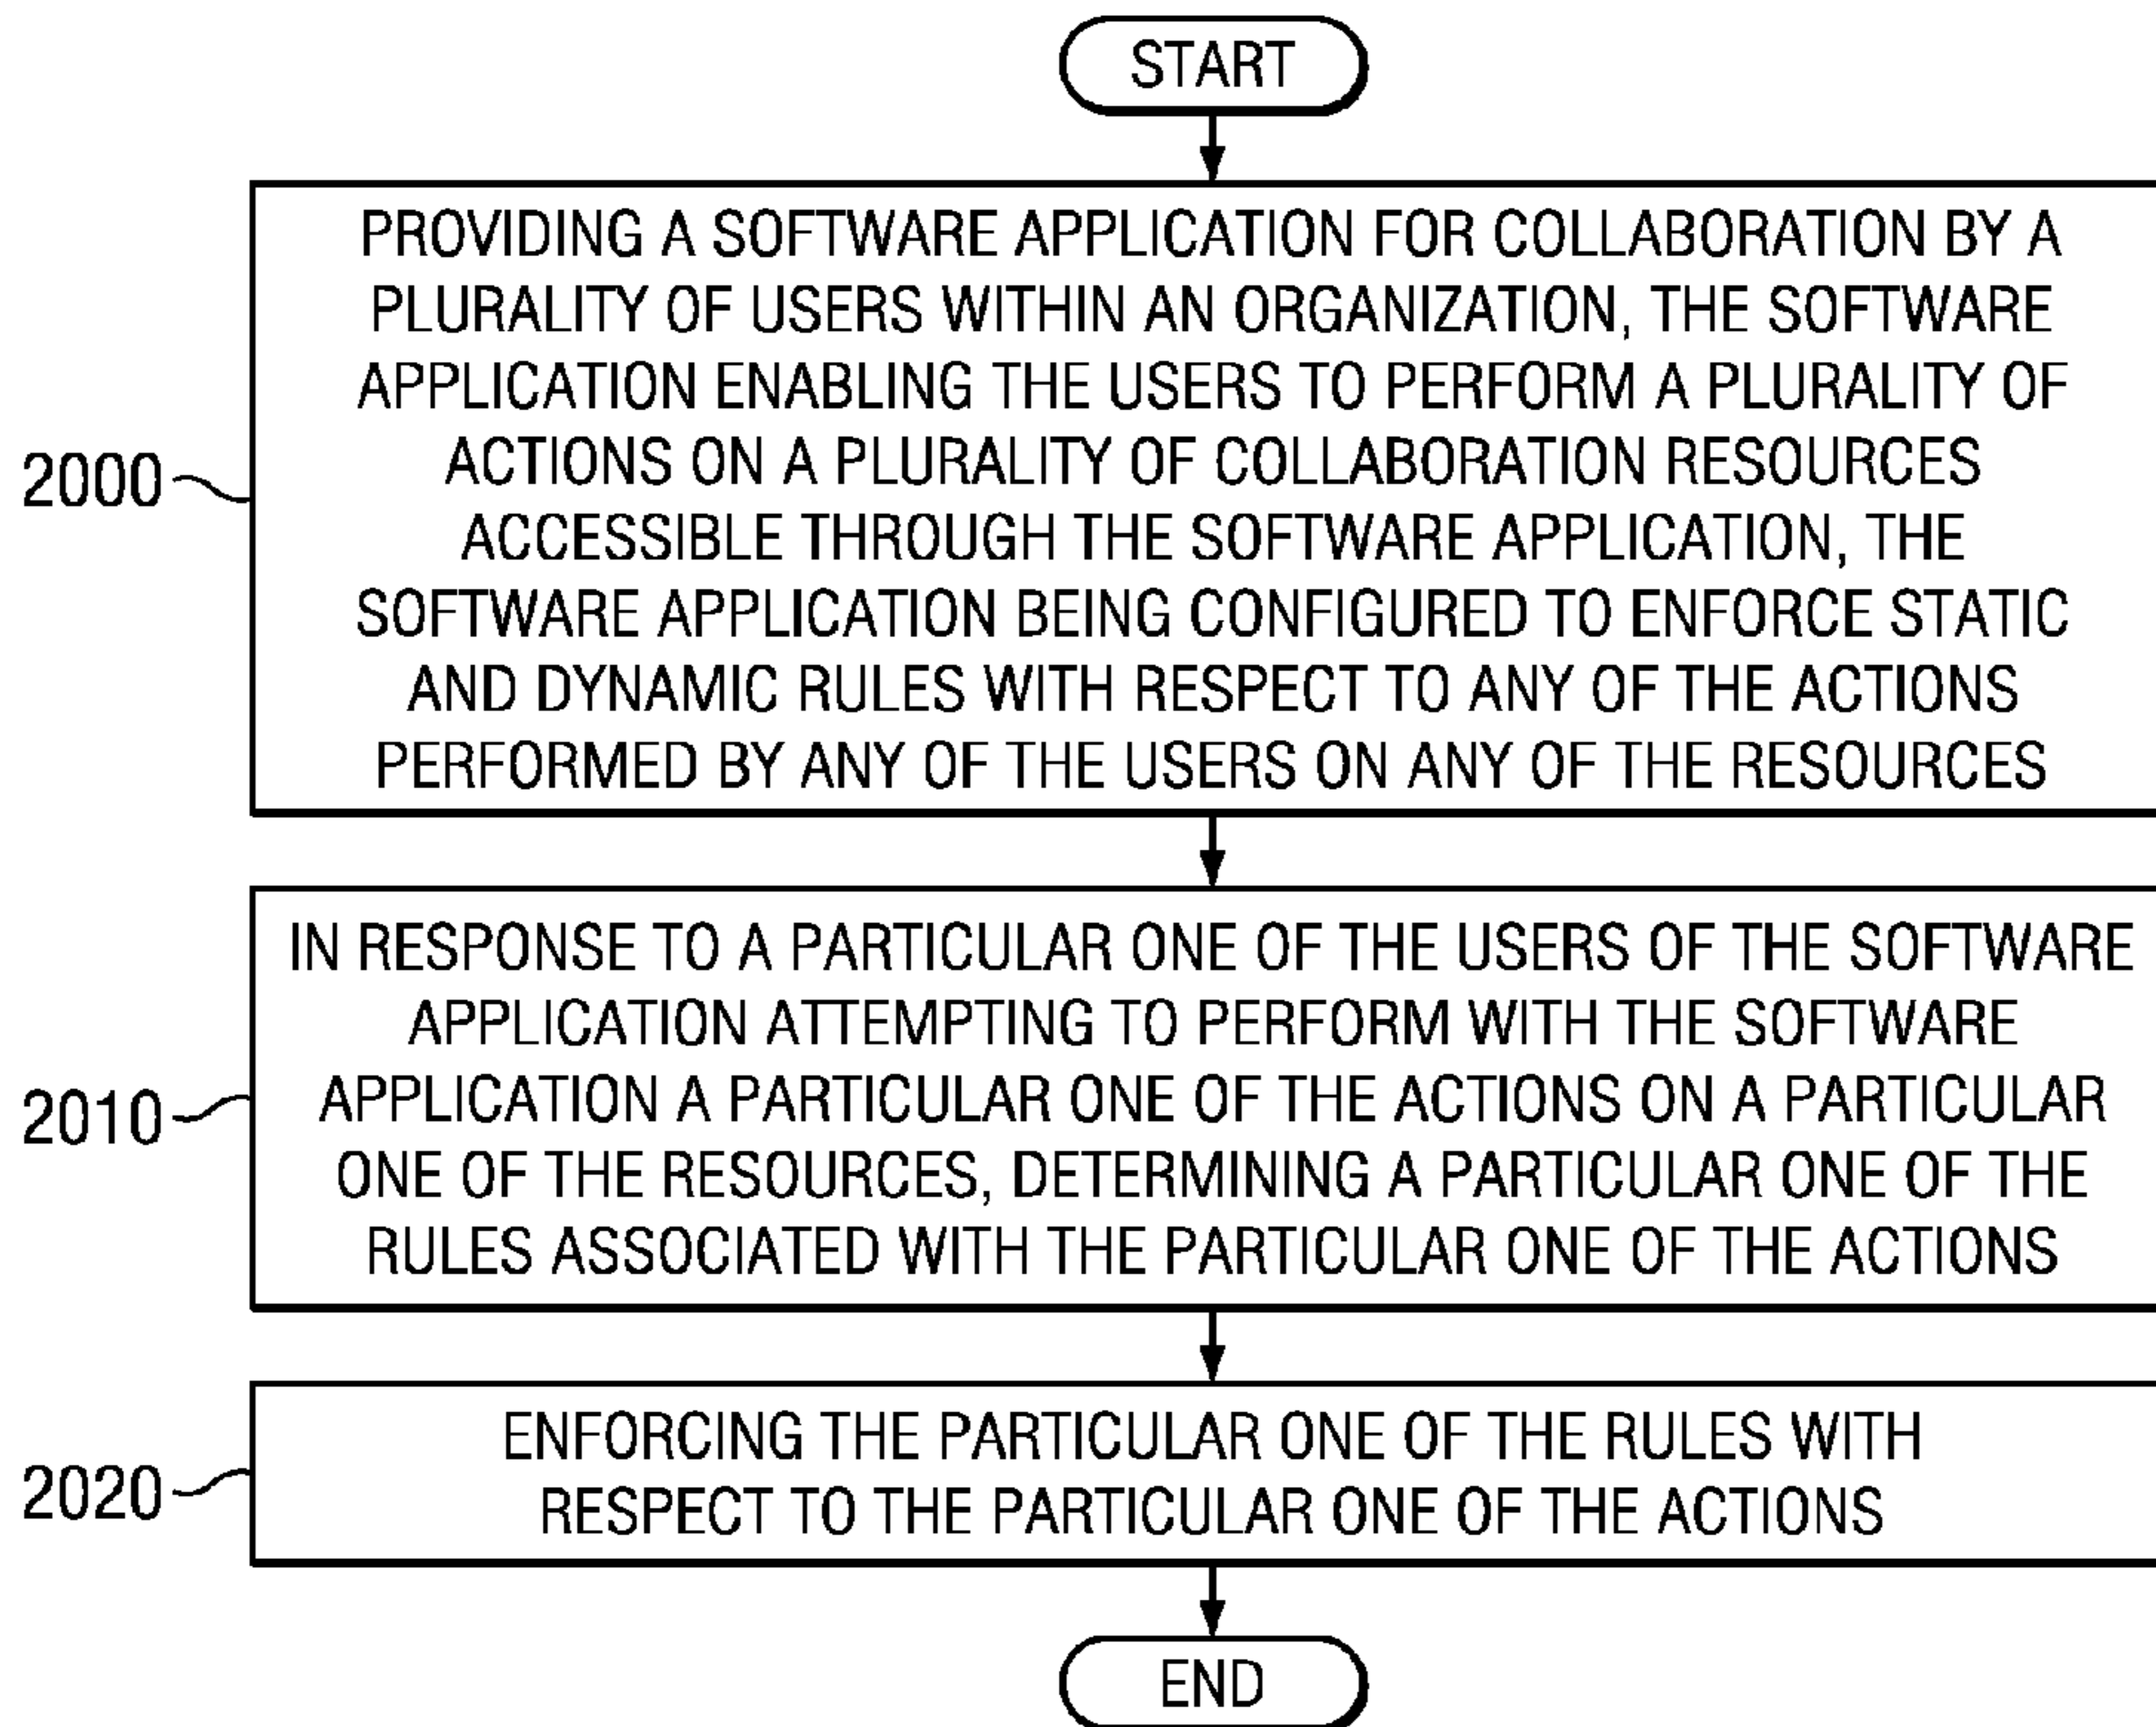 START
PROVIDING A SOFTWARE APPLICATION FOR COLLABORATION BY A
PLURALITY OF USERS WITHIN AN ORGANIZATION, THE SOFTWARE
APPLICATION ENABLING THE USERS TO PERFORM A PLURALITY OF
ACTIONS ON A PLURALITY OF COLLABORATION RESOURCES
ACCESSIBLE THROUGH THE SOFTWARE APPLICATION, THE
SOFTWARE APPLICATION BEING CONFIGURED TO ENFORCE STATIC
AND DYNAMIC RULES WITH RESPECT TO ANY OF THE ACTIONS
PERFORMED BY ANY OF THE USERS ON ANY OF THE RESOURCES
2000
IN RESPONSE TO A PARTICULAR ONE OF THE USERS OF THE SOFTWARE
APPLICATION ATTEMPTING TO PERFORM WITH THE SOFTWARE
APPLICATION A PARTICULAR ONE OF THE ACTIONS ON A PARTICULAR
ONE OF THE RESOURCES, DETERMINING A PARTICULAR ONE OF THE
RULES ASSOCIATED WITH THE PARTICULAR ONE OF THE ACTIONS
2010
ENFORCING THE PARTICULAR ONE OF THE RULES WITH
RESPECT TO THE PARTICULAR ONE OF THE ACTIONS
2020
END